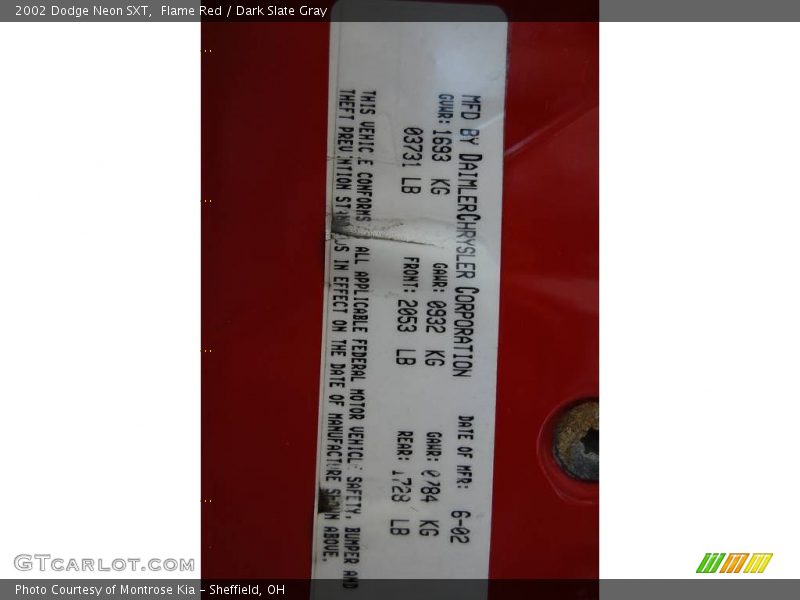 2002 Dodge Neon SXT,  Flame Red / Dark Slate Gray
MFD BY DAIMLERCHRYSLER CORPORATION DATE OF MFR: 6-02
GVWR: 1693 KG GAWR: 0932 KG GAWR: 0784 KG
03731 LB FRONT: 2053 LB REAR: 1728 LB
THIS VEHICLE CONFORMS ALL APPLICABLE FEDERAL MOTOR VEHICLE SAFETY, BUMPER AND
THEFT PREVENTION IN EFFECT ON THE DATE OF MANUFACTURE ABOVE.
GTcarlot.com
Photo Courtesy of Montrose Kia – Sheffield, OH